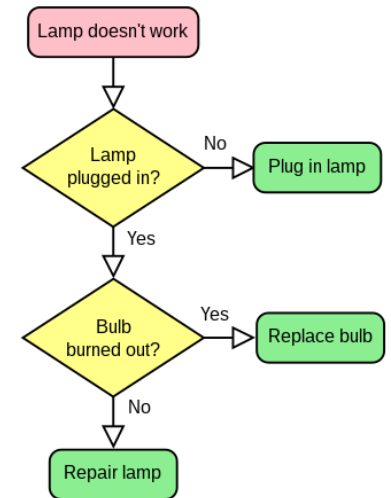 Lamp doesn't work
Lamp
plugged in?
No
Plug in lamp
Yes
Bulb
burned out?
Yes
Replace bulb
No
Repair lamp